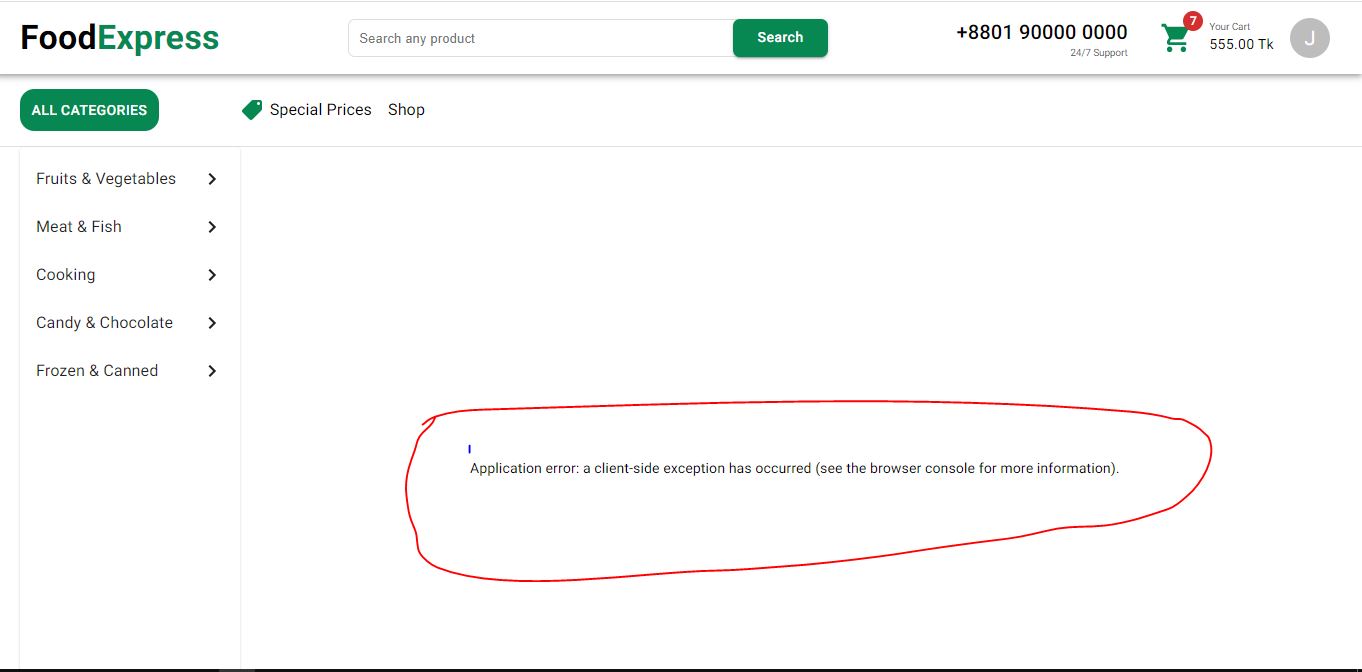 FoodExpress
Search any product
Search
+8801 90000 0000
24/7 Support
7
Your Cart
555.00 Tk
J
ALL CATEGORIES
Special Prices
Shop
Fruits & Vegetables
Meat & Fish
Cooking
Candy & Chocolate
Frozen & Canned
Application error: a client-side exception has occurred (see the browser console for more information).